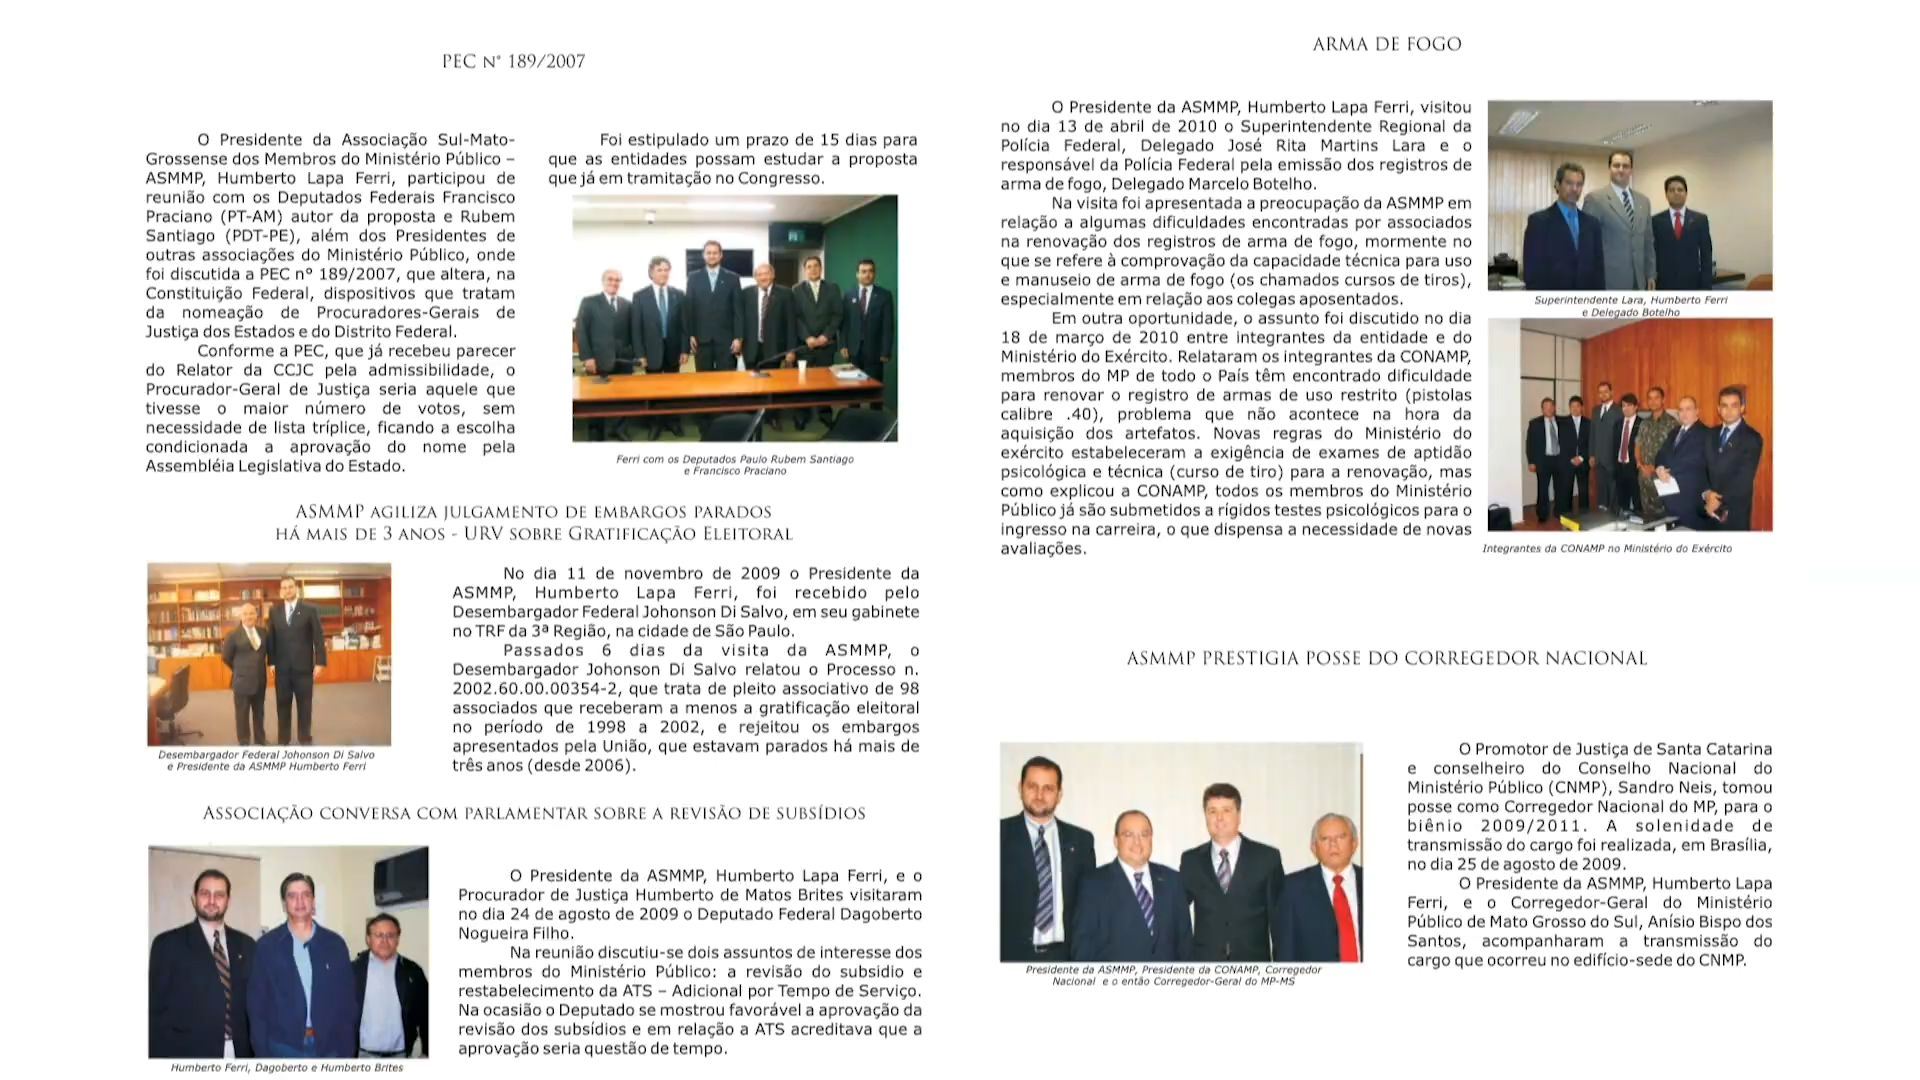 PEC nº 189/2007
O Presidente da Associação Sul-Mato-
Grossense dos Membros do Ministério Público –
ASMMP, Humberto Lapa Ferri, participou de
reunião com os Deputados Federais Francisco
Praciano (PT-AM) autor da proposta e Rubem
Santiago (PDT-PE), além dos Presidentes de
outras associações do Ministério Público, onde
foi discutida a PEC n° 189/2007, que altera, na
Constituição Federal, dispositivos que tratam
da nomeação de Procuradores-Gerais de
Justiça dos Estados e do Distrito Federal.
Conforme a PEC, que já recebeu parecer
do Relator da CCJC pela admissibilidade, o
Procurador-Geral de Justiça seria aquele que
tivesse o maior número de votos, sem
necessidade de lista tríplice, ficando a escolha
condicionada a aprovação do nome pela
Assembléia Legislativa do Estado.
Foi estipulado um prazo de 15 dias para
que as entidades possam estudar a proposta
que já em tramitação no Congresso.
Ferri com os Deputados Paulo Rubem Santiago
e Francisco Praciano
ASMMP agiliza julgamento de embargos parados
há mais de 3 anos - URV sobre Gratificação Eleitoral
No dia 11 de novembro de 2009 o Presidente da
ASMMP, Humberto Lapa Ferri, foi recebido pelo
Desembargador Federal Johonson Di Salvo, em seu gabinete
no TRF da 3ª Região, na cidade de São Paulo.
Passados 6 dias da visita da ASMMP, o
Desembargador Johonson Di Salvo relatou o Processo n.
2002.60.00.00354-2, que trata de pleito associativo de 98
associados que receberam a menos a gratificação eleitoral
no período de 1998 a 2002, e rejeitou os embargos
apresentados pela União, que estavam parados há mais de
três anos (desde 2006).
Desembargador Federal Johonson Di Salvo
e Presidente da ASMMP Humberto Ferri
Associação conversa com parlamentar sobre a revisão de subsídios
O Presidente da ASMMP, Humberto Lapa Ferri, e o
Procurador de Justiça Humberto de Matos Brites visitaram
no dia 24 de agosto de 2009 o Deputado Federal Dagoberto
Nogueira Filho.
Na reunião discutiu-se dois assuntos de interesse dos
membros do Ministério Público: a revisão do subsidio e
restabelecimento da ATS – Adicional por Tempo de Serviço.
Na ocasião o Deputado se mostrou favorável a aprovação da
revisão dos subsídios e em relação a ATS acreditava que a
aprovação seria questão de tempo.
Humberto Ferri, Dagoberto e Humberto Brites
ARMA DE FOGO
O Presidente da ASMMP, Humberto Lapa Ferri, visitou
no dia 13 de abril de 2010 o Superintendente Regional da
Polícia Federal, Delegado José Rita Martins Lara e o
responsável da Polícia Federal pela emissão dos registros de
arma de fogo, Delegado Marcelo Botelho.
Na visita foi apresentada a preocupação da ASMMP em
relação a algumas dificuldades encontradas por associados
na renovação dos registros de arma de fogo, mormente no
que se refere à comprovação da capacidade técnica para uso
e manuseio de arma de fogo (os chamados cursos de tiros),
especialmente em relação aos colegas aposentados.
Em outra oportunidade, o assunto foi discutido no dia
18 de março de 2010 entre integrantes da entidade e do
Ministério do Exército. Relataram os integrantes da CONAMP,
membros do MP de todo o País têm encontrado dificuldade
para renovar o registro de armas de uso restrito (pistolas
calibre .40), problema que não acontece na hora da
aquisição dos artefatos. Novas regras do Ministério do
exército estabeleceram a exigência de exames de aptidão
psicológica e técnica (curso de tiro) para a renovação, mas
como explicou a CONAMP, todos os membros do Ministério
Público já são submetidos a rígidos testes psicológicos para o
ingresso na carreira, o que dispensa a necessidade de novas
avaliações.
Superintendente Lara, Humberto Ferri
e Delegado Botelho
Integrantes da CONAMP no Ministério do Exército
ASMMP PRESTIGIA POSSE DO CORREGEDOR NACIONAL
O Promotor de Justiça de Santa Catarina
e conselheiro do Conselho Nacional do
Ministério Público (CNMP), Sandro Neis, tomou
posse como Corregedor Nacional do MP, para o
biênio 2009/2011. A solenidade de
transmissão do cargo foi realizada, em Brasília,
no dia 25 de agosto de 2009.
O Presidente da ASMMP, Humberto Lapa
Ferri, e o Corregedor-Geral do Ministério
Público de Mato Grosso do Sul, Anísio Bispo dos
Santos, acompanharam a transmissão do
cargo que ocorreu no edifício-sede do CNMP.
Presidente da ASMMP, Presidente da CONAMP, Corregedor
Nacional e o então Corregedor-Geral do MP-MS